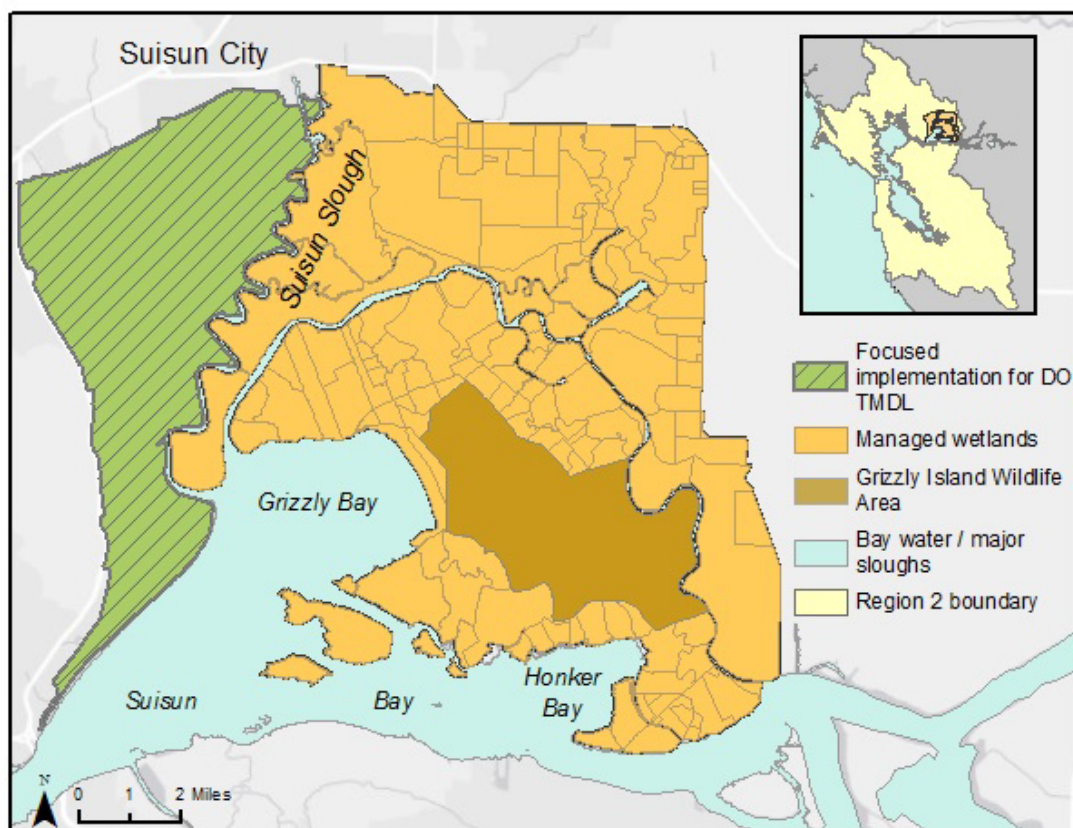 Suisun City
Suisun Slough
Grizzly Bay
Suisun
Bay
Honker
Bay
N
0 1 2 Miles
Focused
implementation for DO
TMDL
Managed wetlands
Grizzly Island Wildlife
Area
Bay water / major
sloughs
Region 2 boundary